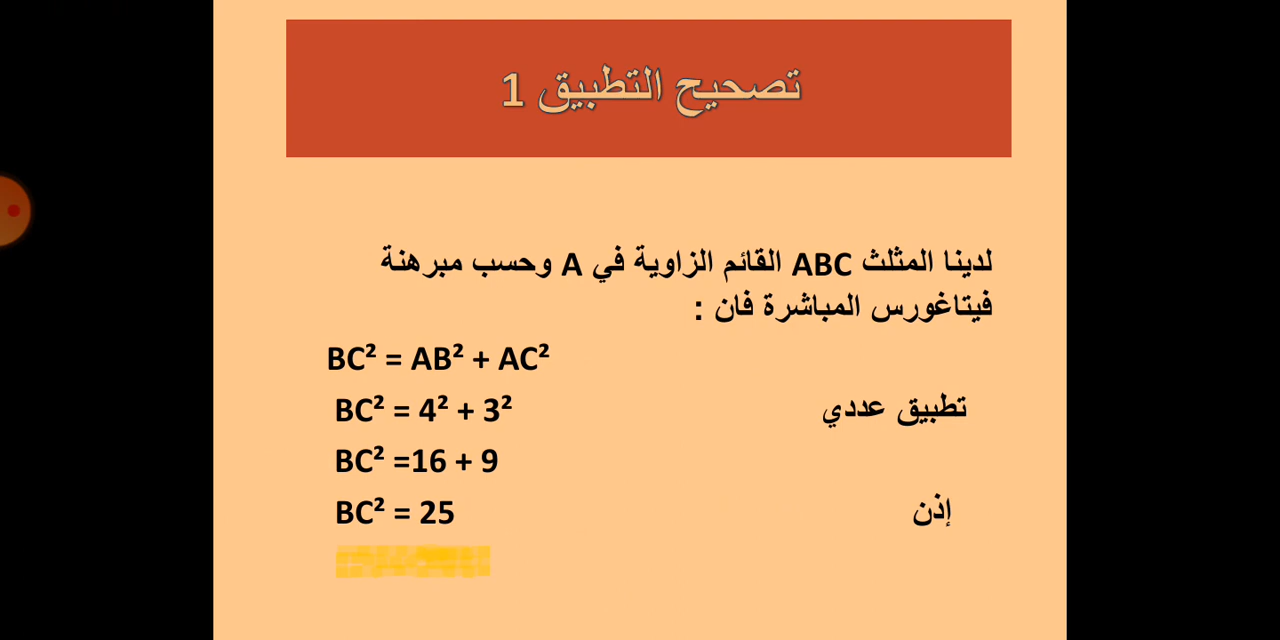 تصحيح التطبيق 1
لدينا المثلث ABC القائم الزاوية في A وحسب مبرهنة
فيتاغورس المباشرة فان :
BC² = AB² + AC²
تطبيق عددي BC² = 4² + 3²
BC² =16 + 9
إذن BC² = 25